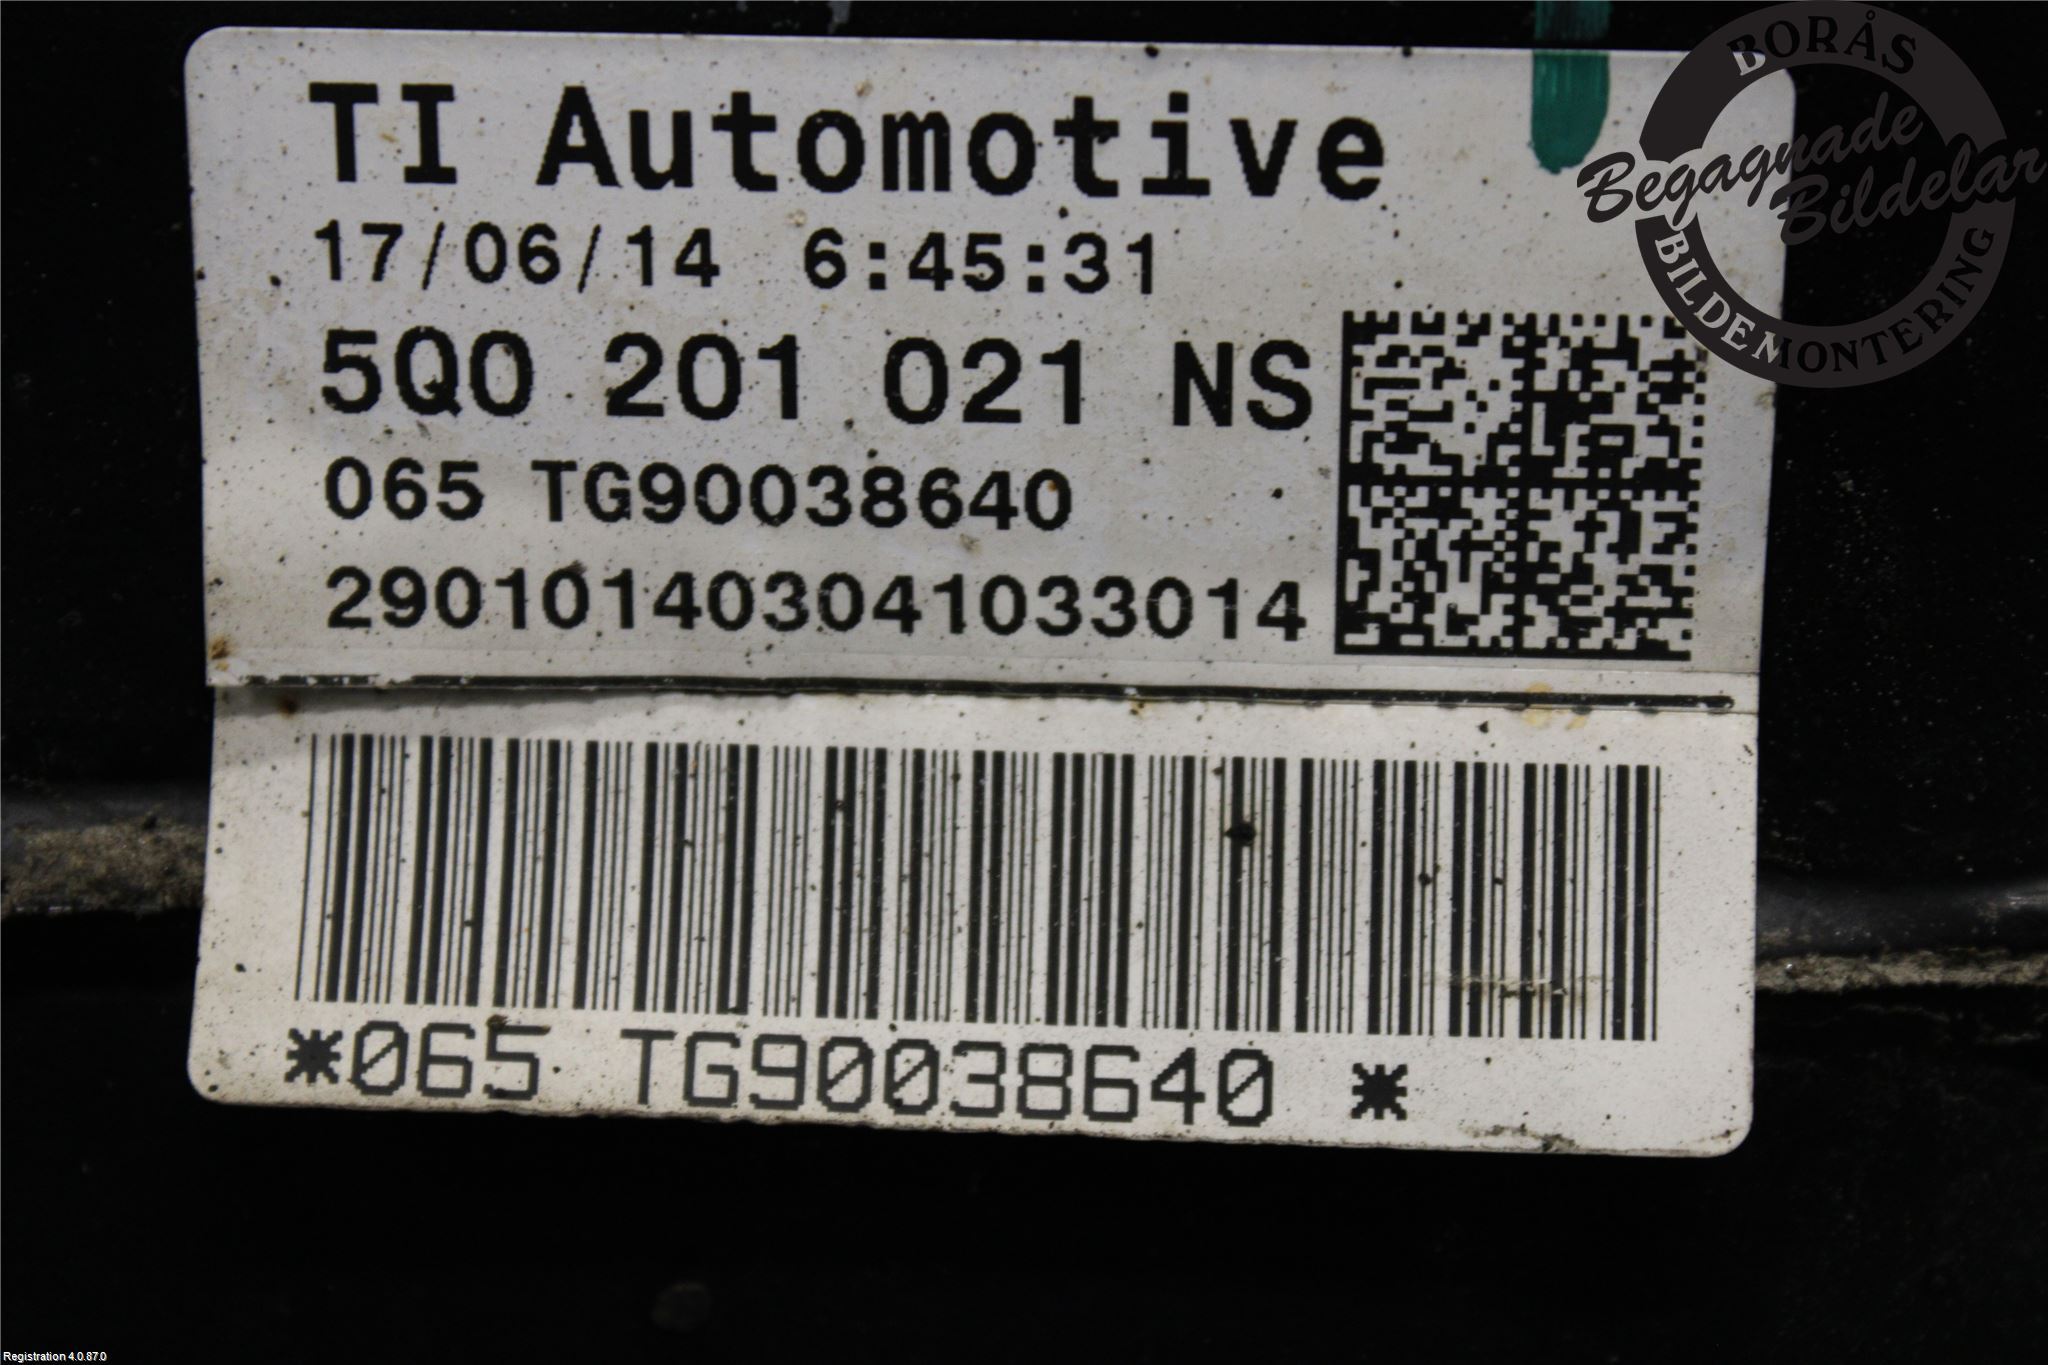 TI Automotive
17/06/14 6:45:31
5Q0 201 021 NS
065 TG90038640
290101403041033014
*065 TG90038640 *
BORÅS
Begagnade
Bildelar
BILDEMONTERING
Registration 4.0.87.0